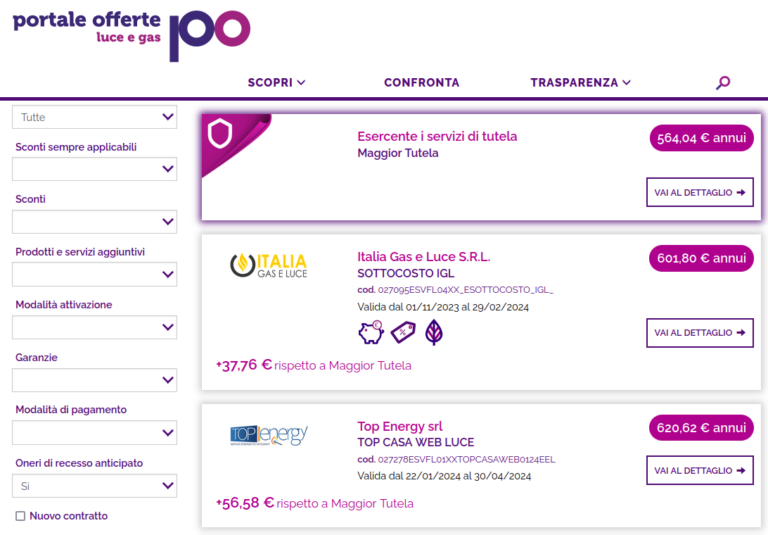 portale offerte
luce e gas
po
SCOPRI
CONFRONTA
TRASPARENZA
Tutte
Sconti sempre applicabili
Sconti
Prodotti e servizi aggiuntivi
Modalità attivazione
Garanzie
Modalità di pagamento
Oneri di recesso anticipato
Si
Nuovo contratto
Esercente i servizi di tutela
Maggior Tutela
564,04 € annui
VAI AL DETTAGLIO
ITALIA
GAS E LUCE
Italia Gas e Luce S.R.L.
SOTTOCOSTO IGL
cod. 027095ESVFL04XX_ESOTTOCOSTO_IGL_
Valida dal 01/11/2023 al 29/02/2024
601,80 € annui
VAI AL DETTAGLIO
+37,76 € rispetto a Maggior Tutela
TOP energy
Top Energy srl
TOP CASA WEB LUCE
cod. 027278ESVFL01XXTOPCASAWEB0124EEL
Valida dal 22/01/2024 al 30/04/2024
620,62 € annui
VAI AL DETTAGLIO
+56,58 € rispetto a Maggior Tutela